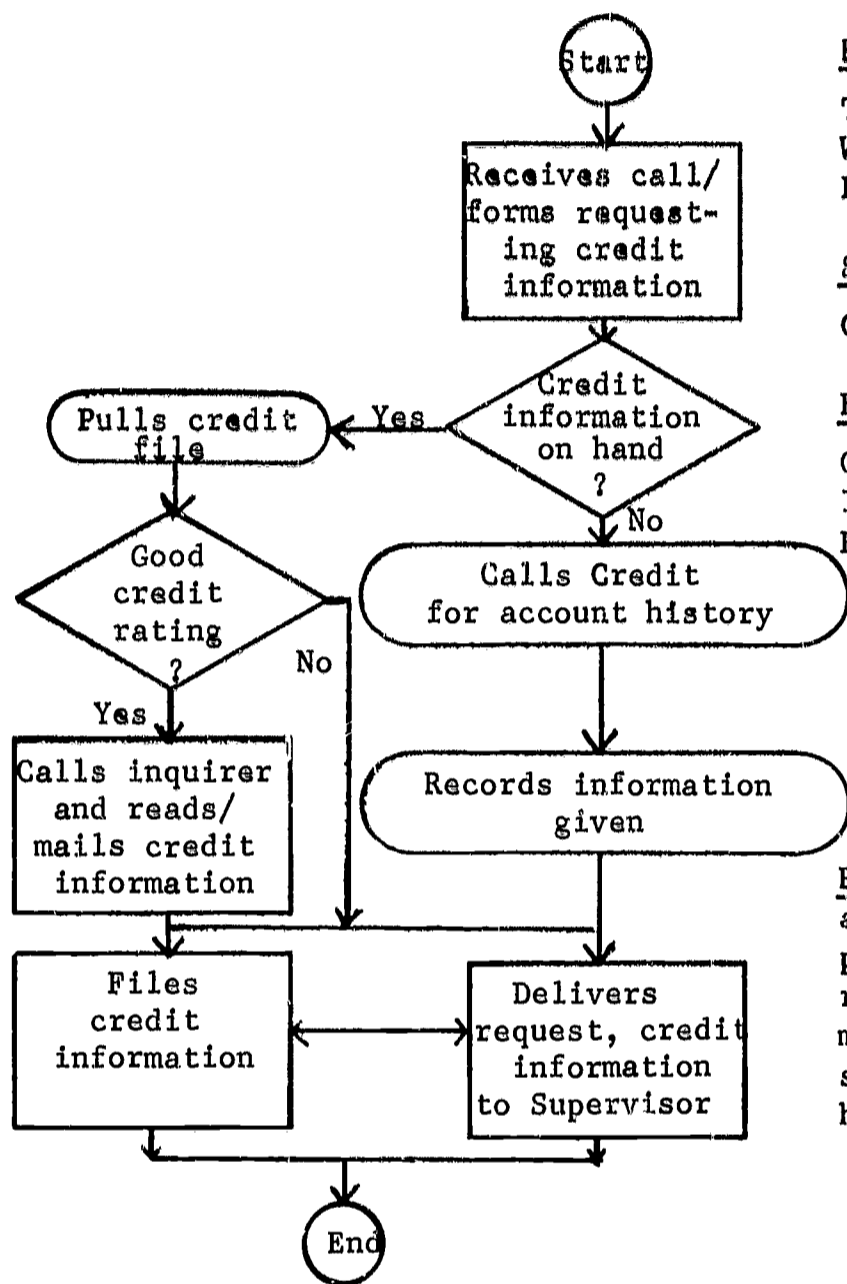 Start
Receives call/
forms request-
ing credit
information
Credit
information
on hand
?
Yes
No
Pulls credit
file
Good
credit
rating
?
No
Yes
Calls Credit
for account history
Calls inquirer
and reads/
mails credit
information
Records information
given
Files
credit
information
Delivers
request, credit
information
to Supervisor
End